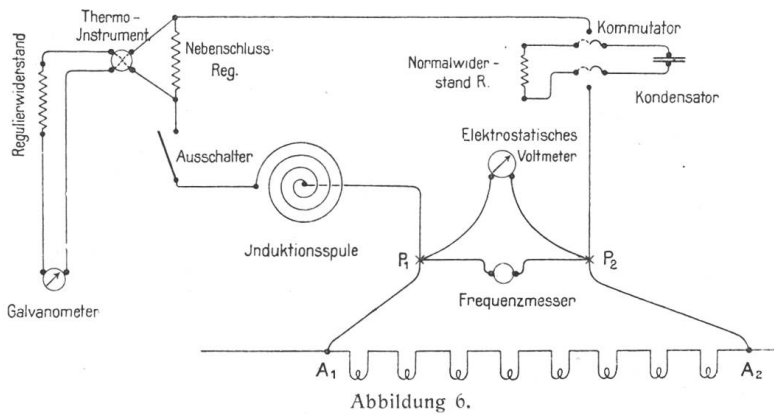 Thermo-
Jnstrument
Nebenschluss-
Reg.
Kommutator
Normalwider-
stand R.
Kondensator
Regulierwiderstand
Ausschalter
Elektrostatisches
Voltmeter
Jnduktionsspule
P₁
P₂
Frequenzmesser
Galvanometer
A₁
A₂
Abbildung 6.